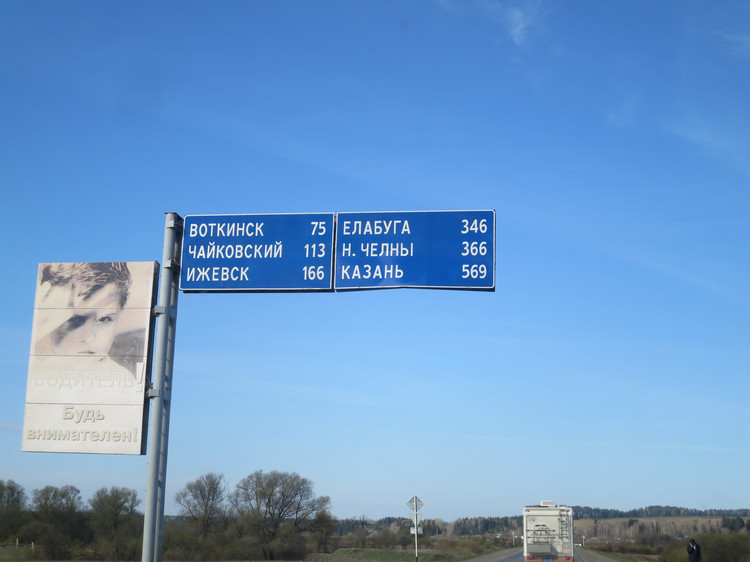 ВОТКИНСК 75
ЧАЙКОВСКИЙ 113
ИЖЕВСК 166
ЕЛАБУГА 346
Н. ЧЕЛНЫ 366
КАЗАНЬ 569
ВОДИТЕЛЬ!
Будь
внимателен!